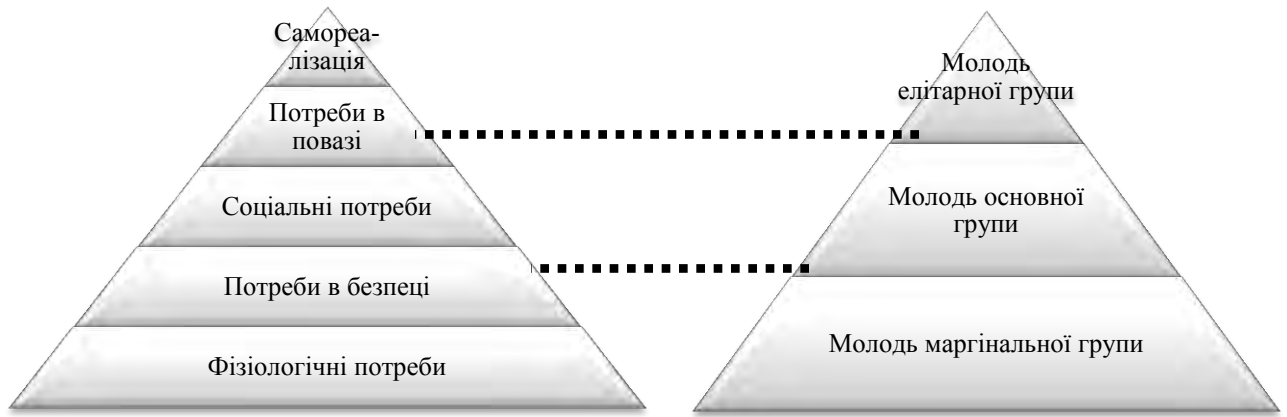 Самореа-
лізація
Потреби в
повазі
Соціальні потреби
Потреби в безпеці
Фізіологічні потреби
Молодь
елітарної групи
Молодь основної
групи
Молодь маргінальної групи